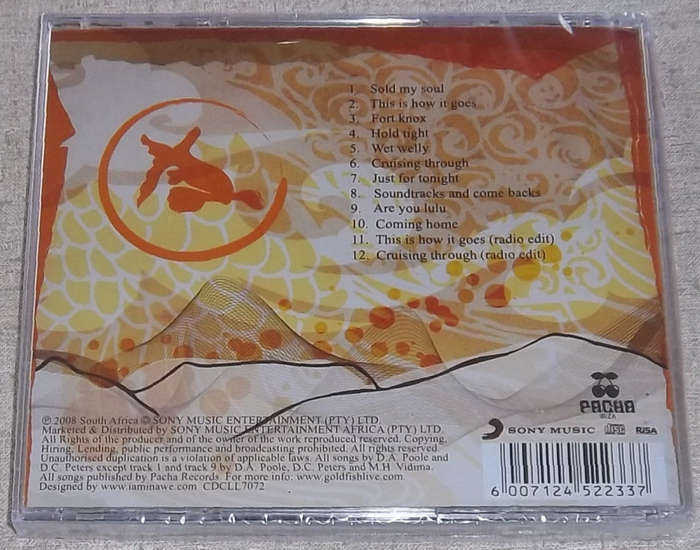 1. Sold my soul
2. This is how it goes
3. Fort knox
4. Hold tight
5. Wet welly
6. Cruising through
7. Just for tonight
8. Soundtracks and come backs
9. Are you lulu
10. Coming home
11. This is how it goes (radio edit)
12. Cruising through (radio edit)
PACHA
IBIZA
℗ 2008 South Africa © SONY MUSIC ENTERTAINMENT (PTY) LTD.
Marketed & Distributed by SONY MUSIC ENTERTAINMENT AFRICA (PTY) LTD.
All Rights of the producer and of the owner of the work reproduced reserved. Copying,
Hiring, Lending, public performance and broadcasting prohibited. All rights reserved.
Unauthorised duplication is a violation of applicable laws. All songs by D.A. Poole and
D.C. Peters except track 1 and track 9 by D.A. Poole, D.C. Peters and M.H. Vidima.
All songs published by Pacha Records. For more info: www.goldfishlive.com
Designed by www.iaminawe.com CDCLL7072
SONY MUSIC disc RiSA
6 007124 522337